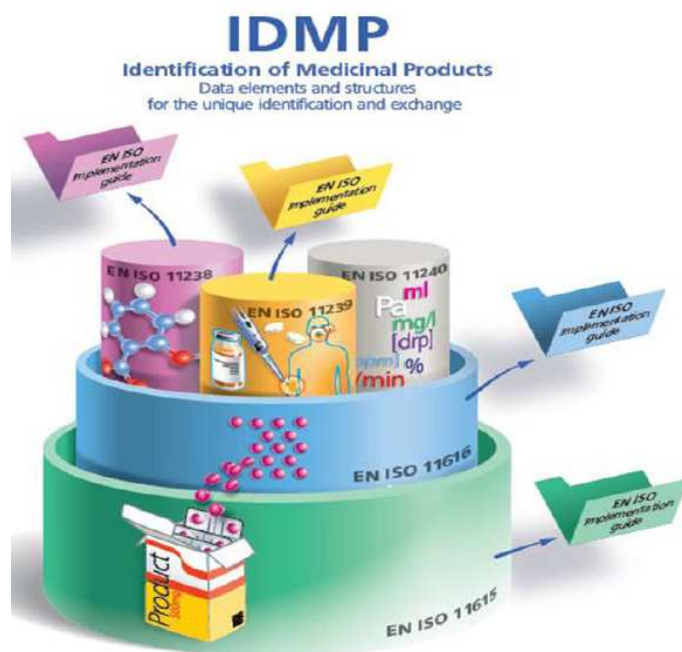 IDMP
Identification of Medicinal Products
Data elements and structures
for the unique identification and exchange
EN ISO
Implementation
guide
EN ISO
Implementation
guide
EN ISO 11238
EN ISO 11239
EN ISO 11240
Pa ml
mg/l
[drp]
[ppm] %
/min
EN ISO
Implementation
guide
EN ISO 11616
EN ISO
Implementation
guide
Product
500mg
EN ISO 11615